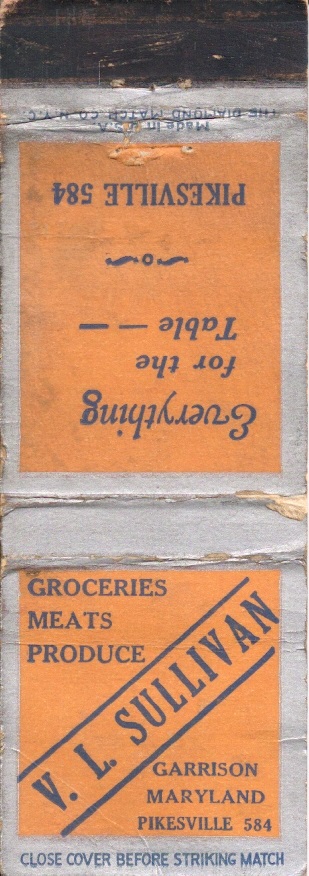 THE DIAMOND MATCH CO. N.Y.C.
Made in U.S.A.
PIKESVILLE 584
Everything
for the
Table — —
GROCERIES
MEATS
PRODUCE
V. L. SULLIVAN
GARRISON
MARYLAND
PIKESVILLE 584
CLOSE COVER BEFORE STRIKING MATCH